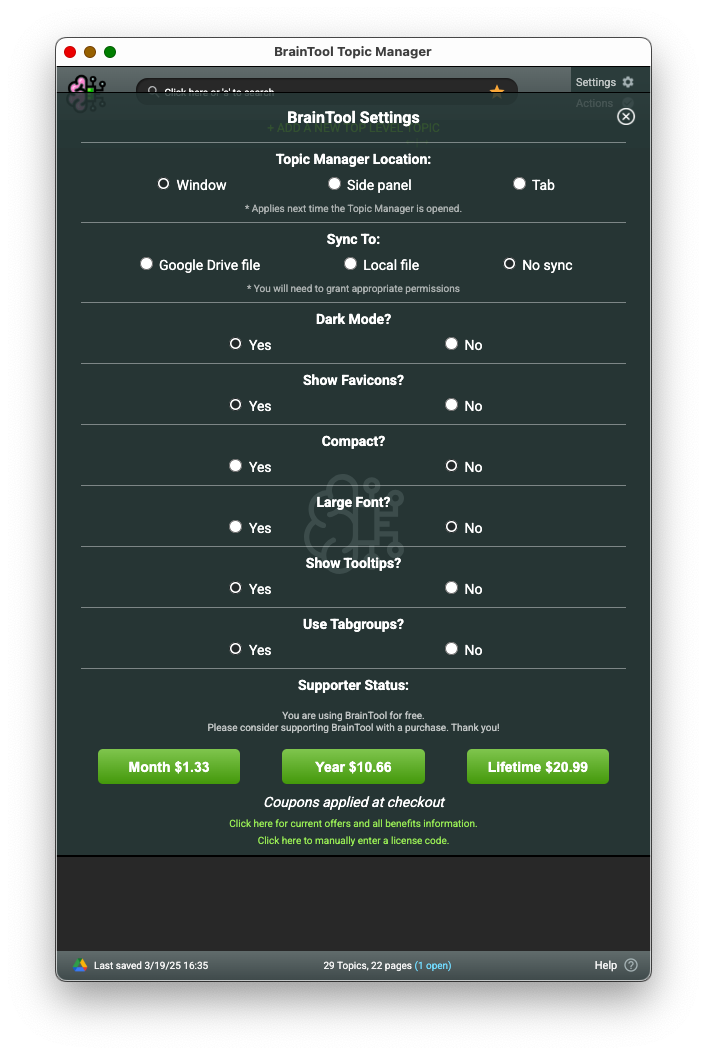 BrainTool Topic Manager
Click here or 's' to search
Settings
Actions
+ ADD A NEW TOP LEVEL TOPIC
BrainTool Settings
Topic Manager Location:
Window Side panel Tab
* Applies next time the Topic Manager is opened.
Sync To:
Google Drive file Local file No sync
* You will need to grant appropriate permissions
Dark Mode?
Yes No
Show Favicons?
Yes No
Compact?
Yes No
Large Font?
Yes No
Show Tooltips?
Yes No
Use Tabgroups?
Yes No
Supporter Status:
You are using BrainTool for free.
Please consider supporting BrainTool with a purchase. Thank you!
Month $1.33 Year $10.66 Lifetime $20.99
Coupons applied at checkout
Click here for current offers and all benefits information.
Click here to manually enter a license code.
Last saved 3/19/25 16:35 29 Topics, 22 pages (1 open) Help ?